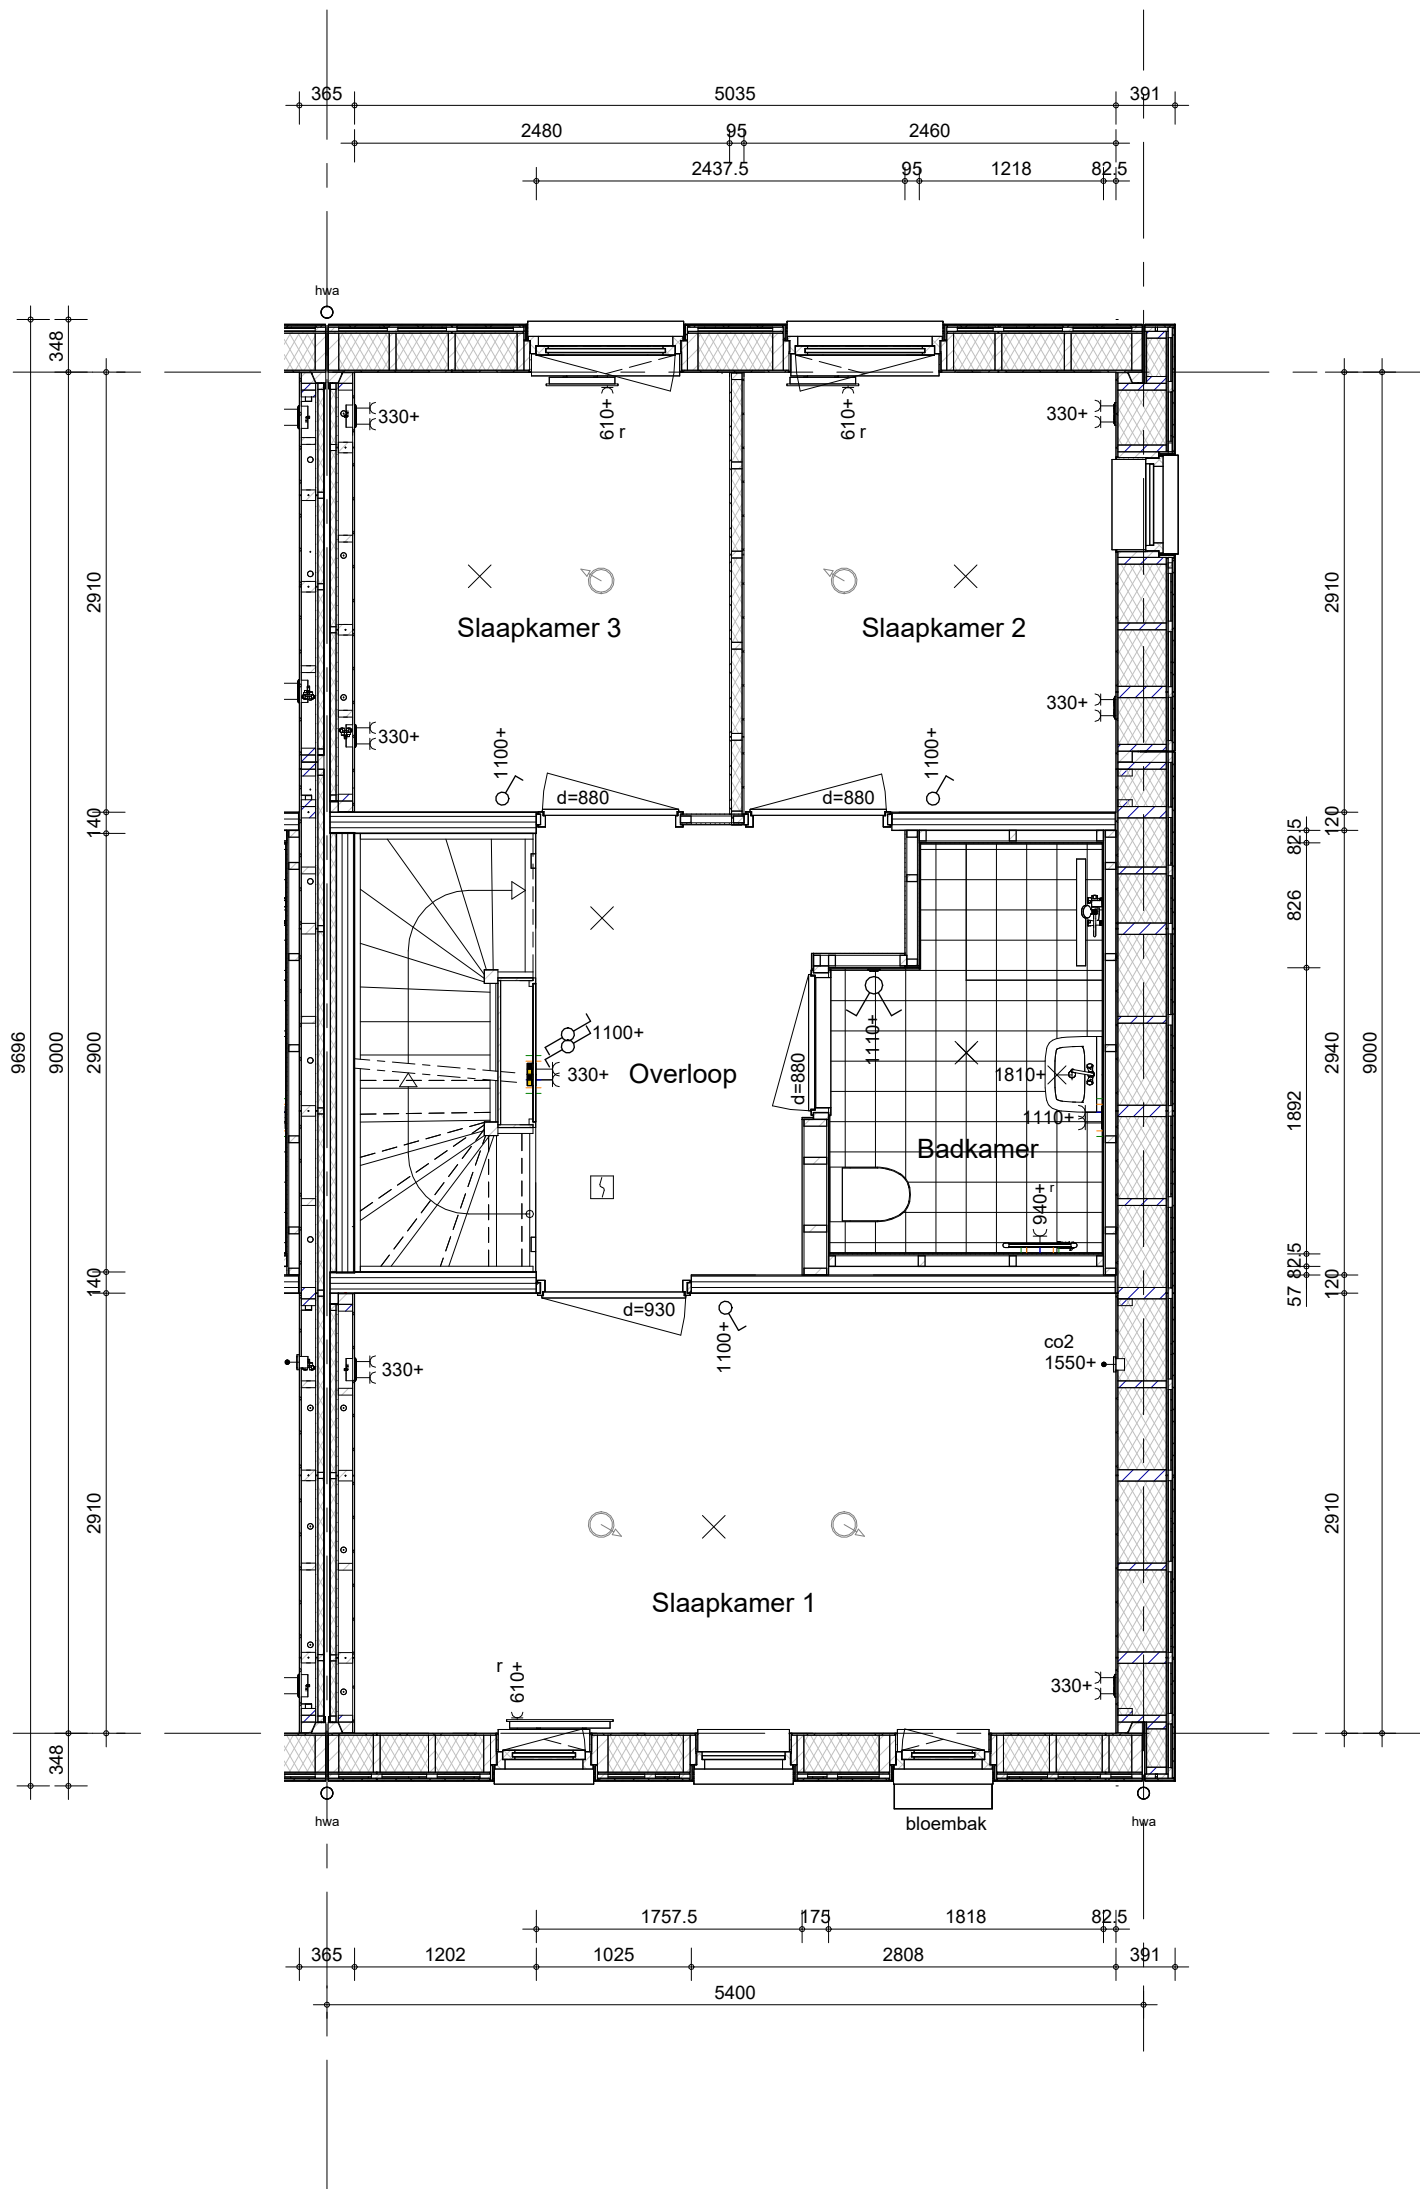 365 5035 391
2480 95 2460
2437.5 95 1218 82.5
hwa
348
330+ 610+ r 610+ r 330+
2910 2910
Slaapkamer 3 Slaapkamer 2
330+ 1100+ 1100+ 330+
d=880 d=880
140 82.5 120
826
9696 9000 2900 1100+ 1110+ 2940 9000
330+ Overloop d=880 1810+
1110+ 1892
Badkamer
940+ r
140 82.5 120
57
d=930
1100+
330+ co2
1550+
2910 2910
Slaapkamer 1
r 610+ 330+
348
hwa bloembak hwa
1757.5 175 1818 82.5
365 1202 1025 2808 391
5400